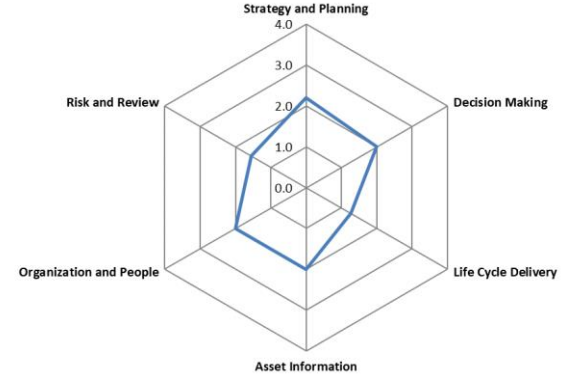 Strategy and Planning
4.0
3.0
Risk and Review
2.0
Decision Making
1.0
0.0
Organization and People
Life Cycle Delivery
Asset Information